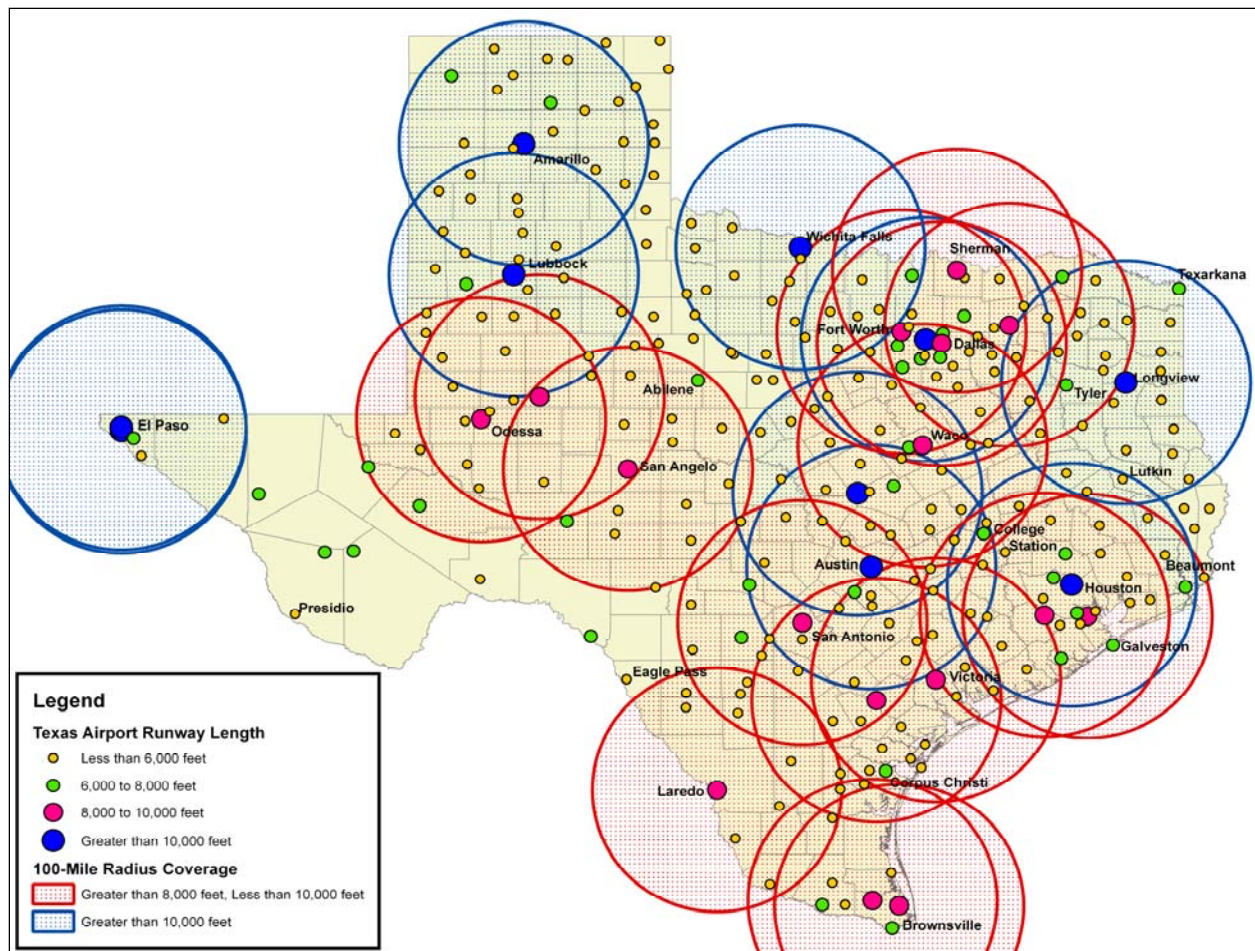 Amarillo
Lubbock
Wichita Falls
Sherman
Texarkana
Fort Worth
Dallas
Longview
Tyler
Abilene
El Paso
Odessa
San Angelo
Waco
Lufkin
College
Station
Austin
Houston
Beaumont
Presidio
San Antonio
Galveston
Eagle Pass
Victoria
Laredo
Corpus Christi
Brownsville
Legend
Texas Airport Runway Length
Less than 6,000 feet
6,000 to 8,000 feet
8,000 to 10,000 feet
Greater than 10,000 feet
100-Mile Radius Coverage
Greater than 8,000 feet, Less than 10,000 feet
Greater than 10,000 feet